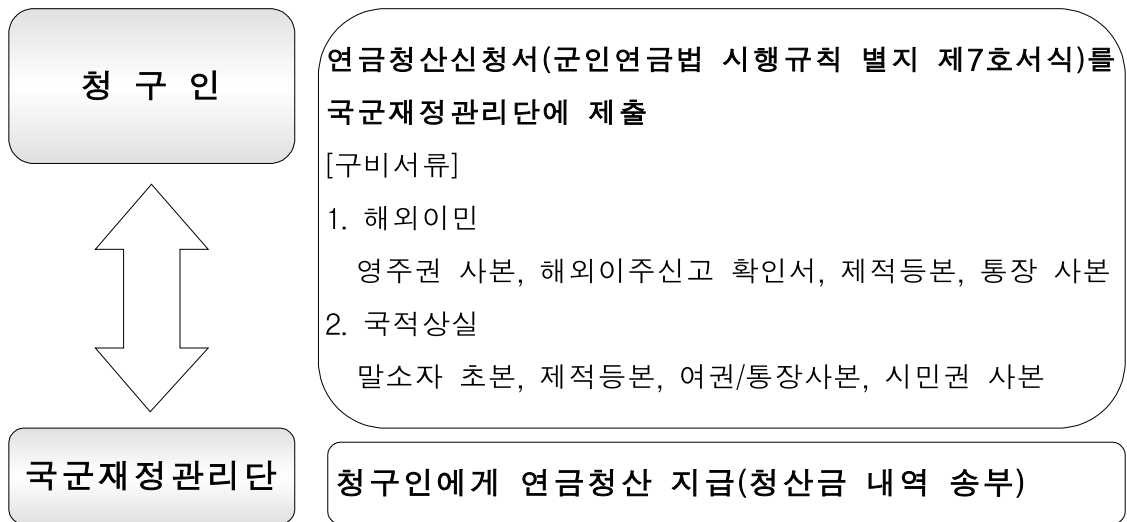 청 구 인
연금청산신청서(군인연금법 시행규칙 별지 제7호서식)를
국군재정관리단에 제출
[구비서류]
1. 해외이민
영주권 사본, 해외이주신고 확인서, 제적등본, 통장 사본
2. 국적상실
말소자 초본, 제적등본, 여권/통장사본, 시민권 사본
국군재정관리단
청구인에게 연금청산 지급(청산금 내역 송부)